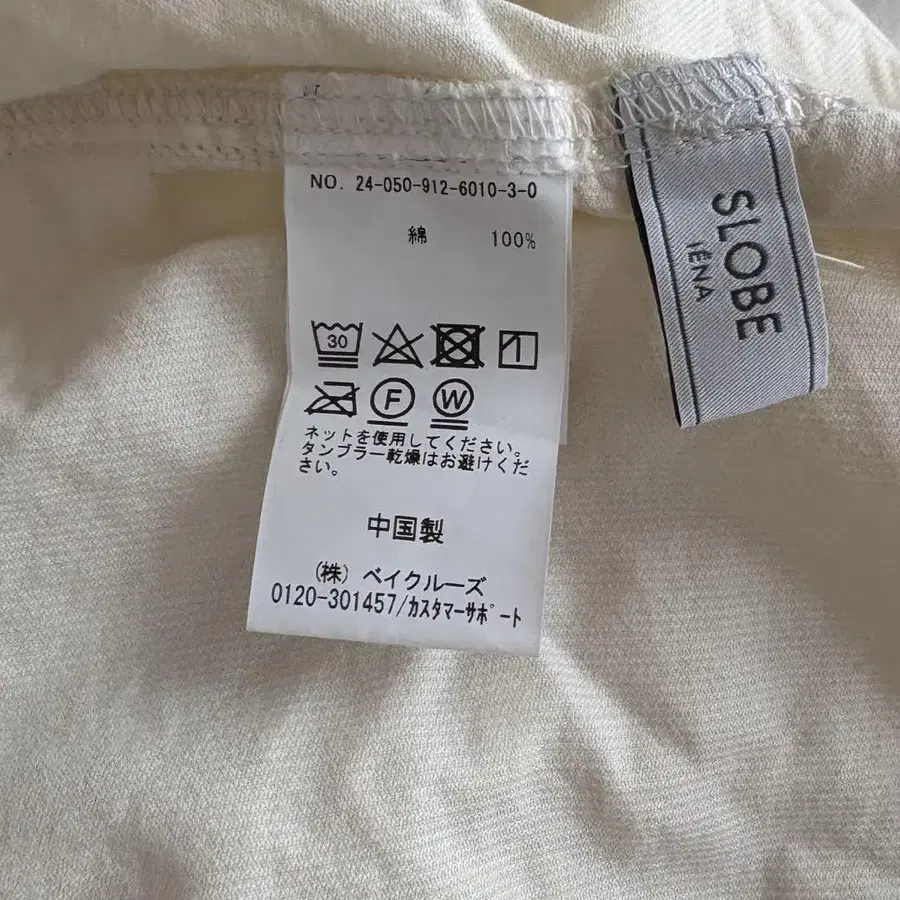 NO. 24-050-912-6010-3-0
綿 100%
30
F W
ネットを使用してください。
タンブラー乾燥はお避けくだ
さい。
中国製
(株) ベイクルーズ
0120-301457/カスタマーサポート
SLOBE
IÉNA